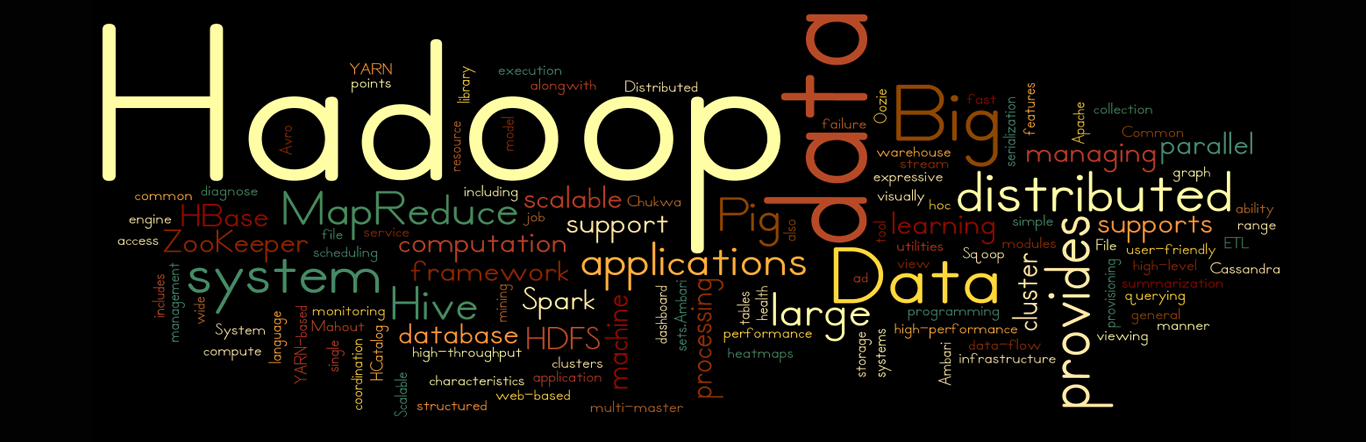 Hadoop
data
YARN
points
library
execution
alongwith
Distributed
resource
model
Avro
failure
Oozie
Big
fast
serialization
features
Apache
collection
Common
parallel
managing
warehouse
stream
expressive
visually
hoc
graph
distributed
ability
range
common
diagnose
engine
HBase
access
ZooKeeper
MapReduce
file
service
scheduling
including
job
scalable
Chukwa
support
computation
Pig
also
tool
learning
utilities
view
simple
modules
Sqoop
supports
File
user-friendly
ETL
high-level
Cassandra
summarization
querying
general
manner
viewing
provisioning
provides
cluster
system
framework
applications
Data
ad
includes
management
wide
System
compute
language
YARN-based
monitoring
Mahout
single
coordination
HCatalog
Scalable
Hive
mining
Spark
database
HDFS
high-throughput
clusters
characteristics
application
web-based
structured
multi-master
machine
dashboard
sets.Ambari
processing
tables
health
large
performance
heatmaps
storage
systems
programming
high-performance
data-flow
infrastructure
Ambari